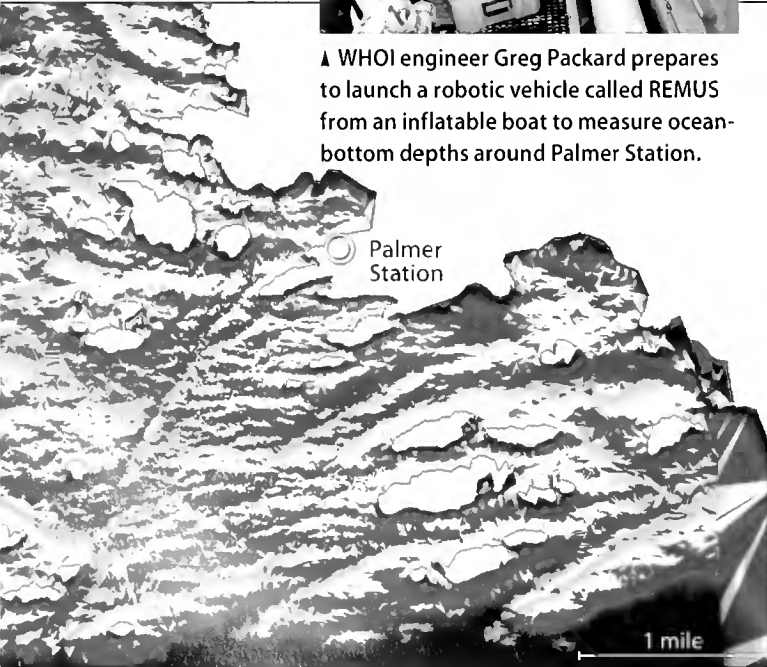 ▲ WHOI engineer Greg Packard prepares
to launch a robotic vehicle called REMUS
from an inflatable boat to measure ocean-
bottom depths around Palmer Station.
Palmer
Station
1 mile